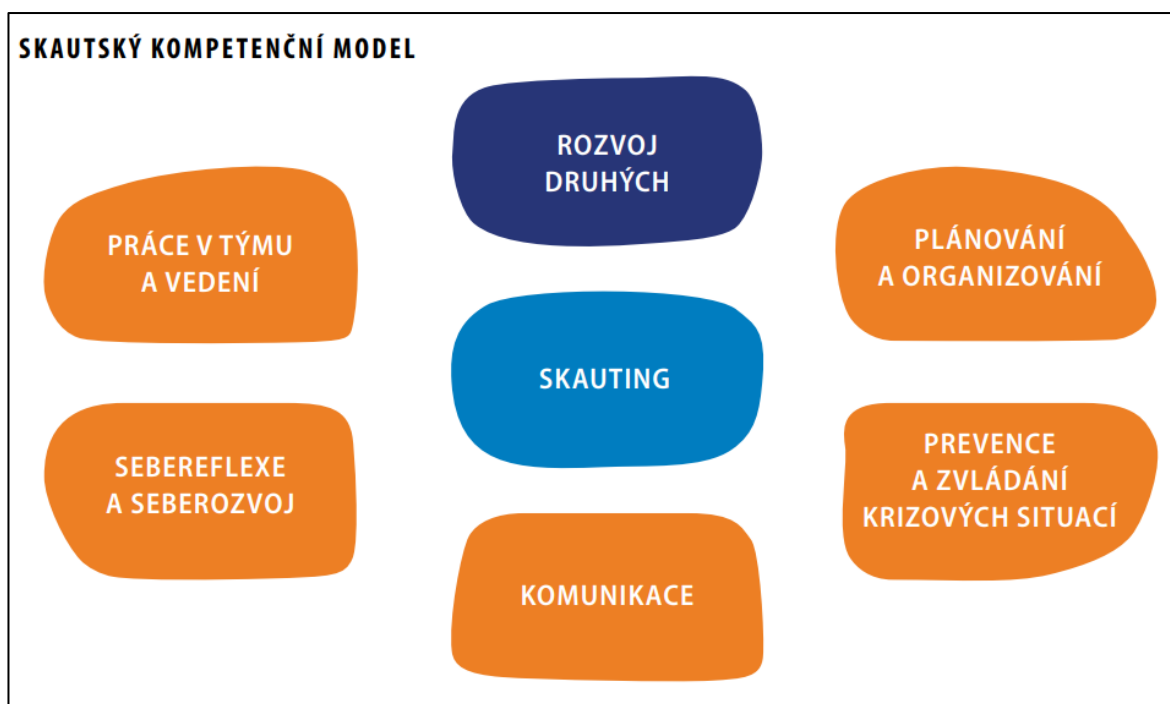 SKAUTSKÝ KOMPETENČNÍ MODEL
ROZVOJ
DRUHÝCH
PRÁCE V TÝMU
A VEDENÍ
PLÁNOVÁNÍ
A ORGANIZOVÁNÍ
SKAUTING
SEBEREFLEXE
A SEBEROZVOJ
PREVENCE
A ZVLÁDÁNÍ
KRIZOVÝCH SITUACÍ
KOMUNIKACE